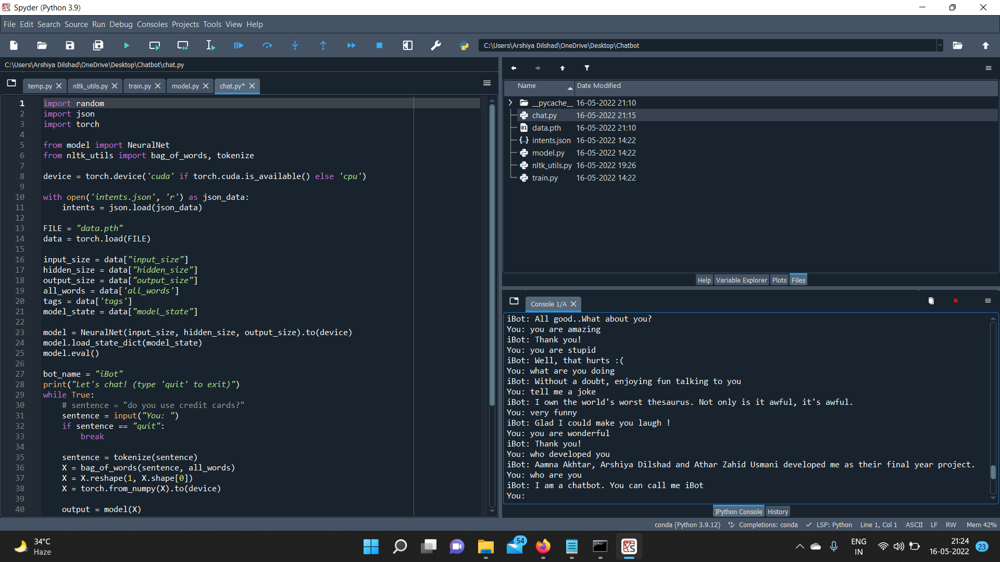 Spyder (Python 3.9)
File Edit Search Source Run Debug Consoles Projects Tools View Help
C:\Users\Arshiya Dilshad\OneDrive\Desktop\Chatbot
C:\Users\Arshiya Dilshad\OneDrive\Desktop\Chatbot\chat.py
temp.py nltk_utils.py train.py model.py chat.py*
1 import random
2 import json
3 import torch
4
5 from model import NeuralNet
6 from nltk_utils import bag_of_words, tokenize
7
8 device = torch.device('cuda' if torch.cuda.is_available() else 'cpu')
9
10 with open('intents.json', 'r') as json_data:
11     intents = json.load(json_data)
12
13 FILE = "data.pth"
14 data = torch.load(FILE)
15
16 input_size = data["input_size"]
17 hidden_size = data["hidden_size"]
18 output_size = data["output_size"]
19 all_words = data['all_words']
20 tags = data['tags']
21 model_state = data["model_state"]
22
23 model = NeuralNet(input_size, hidden_size, output_size).to(device)
24 model.load_state_dict(model_state)
25 model.eval()
26
27 bot_name = "iBot"
28 print("Let's chat! (type 'quit' to exit)")
29 while True:
30     # sentence = "do you use credit cards?"
31     sentence = input("You: ")
32     if sentence == "quit":
33         break
34
35     sentence = tokenize(sentence)
36     X = bag_of_words(sentence, all_words)
37     X = X.reshape(1, X.shape[0])
38     X = torch.from_numpy(X).to(device)
39
40     output = model(X)
Name Date Modified
__pycache__ 16-05-2022 21:10
chat.py 16-05-2022 21:15
01 data.pth 16-05-2022 21:10
{..} intents.json 16-05-2022 14:22
model.py 16-05-2022 14:22
nltk_utils.py 16-05-2022 19:26
train.py 16-05-2022 14:22
Help Variable Explorer Plots Files
Console 1/A
iBot: All good..What about you?
You: you are amazing
iBot: Thank you!
You: you are stupid
iBot: Well, that hurts :(
You: what are you doing
iBot: Without a doubt, enjoying fun talking to you
You: tell me a joke
iBot: I own the world's worst thesaurus. Not only is it awful, it's awful.
You: very funny
iBot: Glad I could make you laugh !
You: you are wonderful
iBot: Thank you!
You: who developed you
iBot: Aamna Akhtar, Arshiya Dilshad and Athar Zahid Usmani developed me as their final year project.
You: who are you
iBot: I am a chatbot. You can call me iBot
You:
IPython Console History
conda (Python 3.9.12) Completions: conda LSP: Python Line 1, Col 1 ASCII LF RW Mem 42%
34°C
Haze
54
ENG
IN
21:24
16-05-2022
23